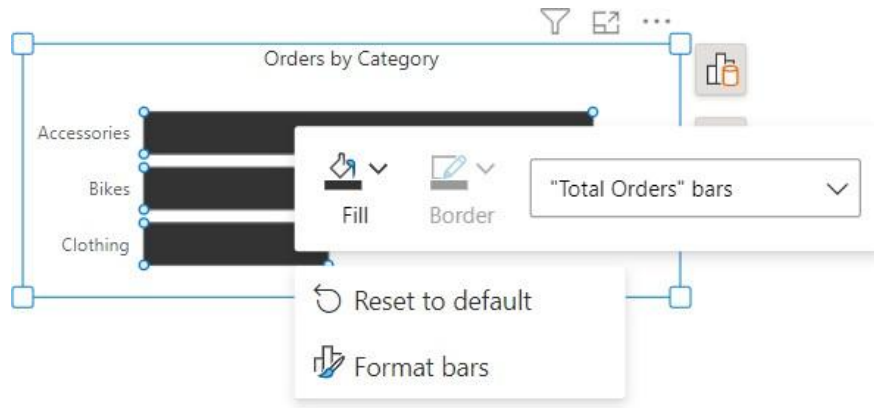 Orders by Category
Accessories
Bikes
Clothing
Fill
Border
"Total Orders" bars
Reset to default
Format bars